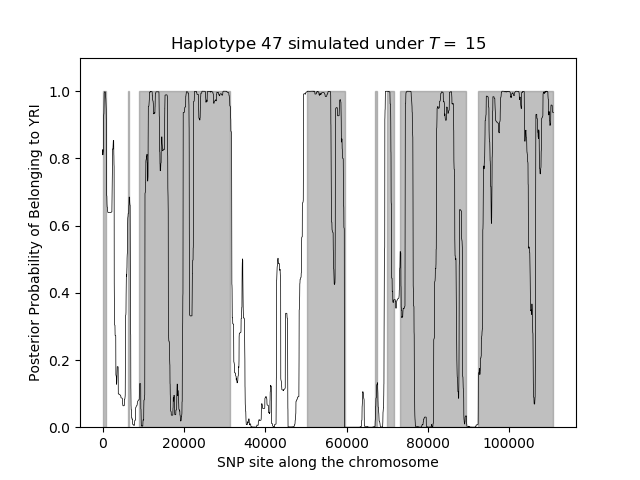 Haplotype 47 simulated under T = 15
Posterior Probability of Belonging to YRI
1.0
0.8
0.6
0.4
0.2
0.0
0 20000 40000 60000 80000 100000
SNP site along the chromosome